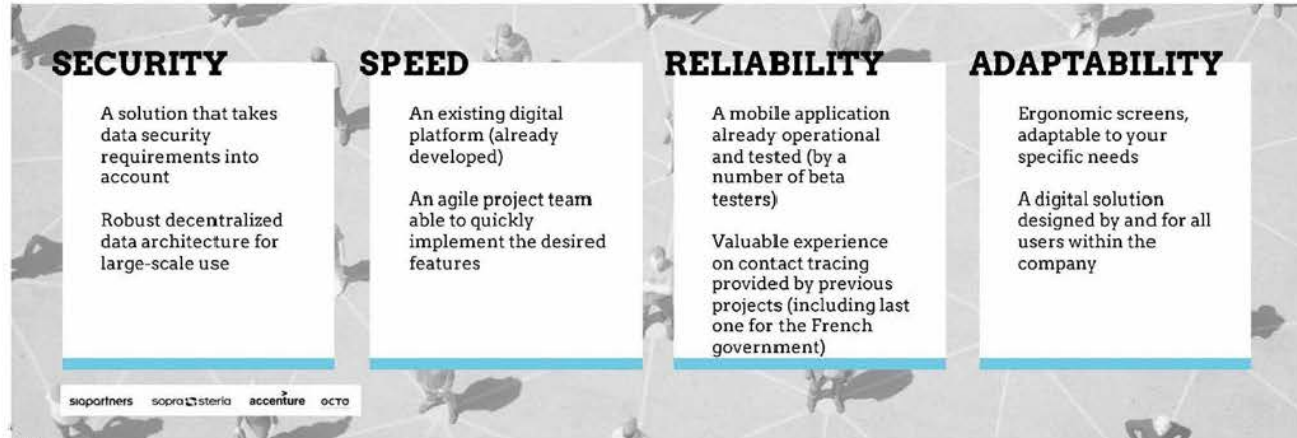 SECURITY
A solution that takes
data security
requirements into
account
Robust decentralized
data architecture for
large-scale use
SPEED
An existing digital
platform (already
developed)
An agile project team
able to quickly
implement the desired
features
RELIABILITY
A mobile application
already operational
and tested (by a
number of beta
testers)
Valuable experience
on contact tracing
provided by previous
projects (including last
one for the French
government)
ADAPTABILITY
Ergonomic screens,
adaptable to your
specific needs
A digital solution
designed by and for all
users within the
company
siapartners sopra steria accenture OCTO